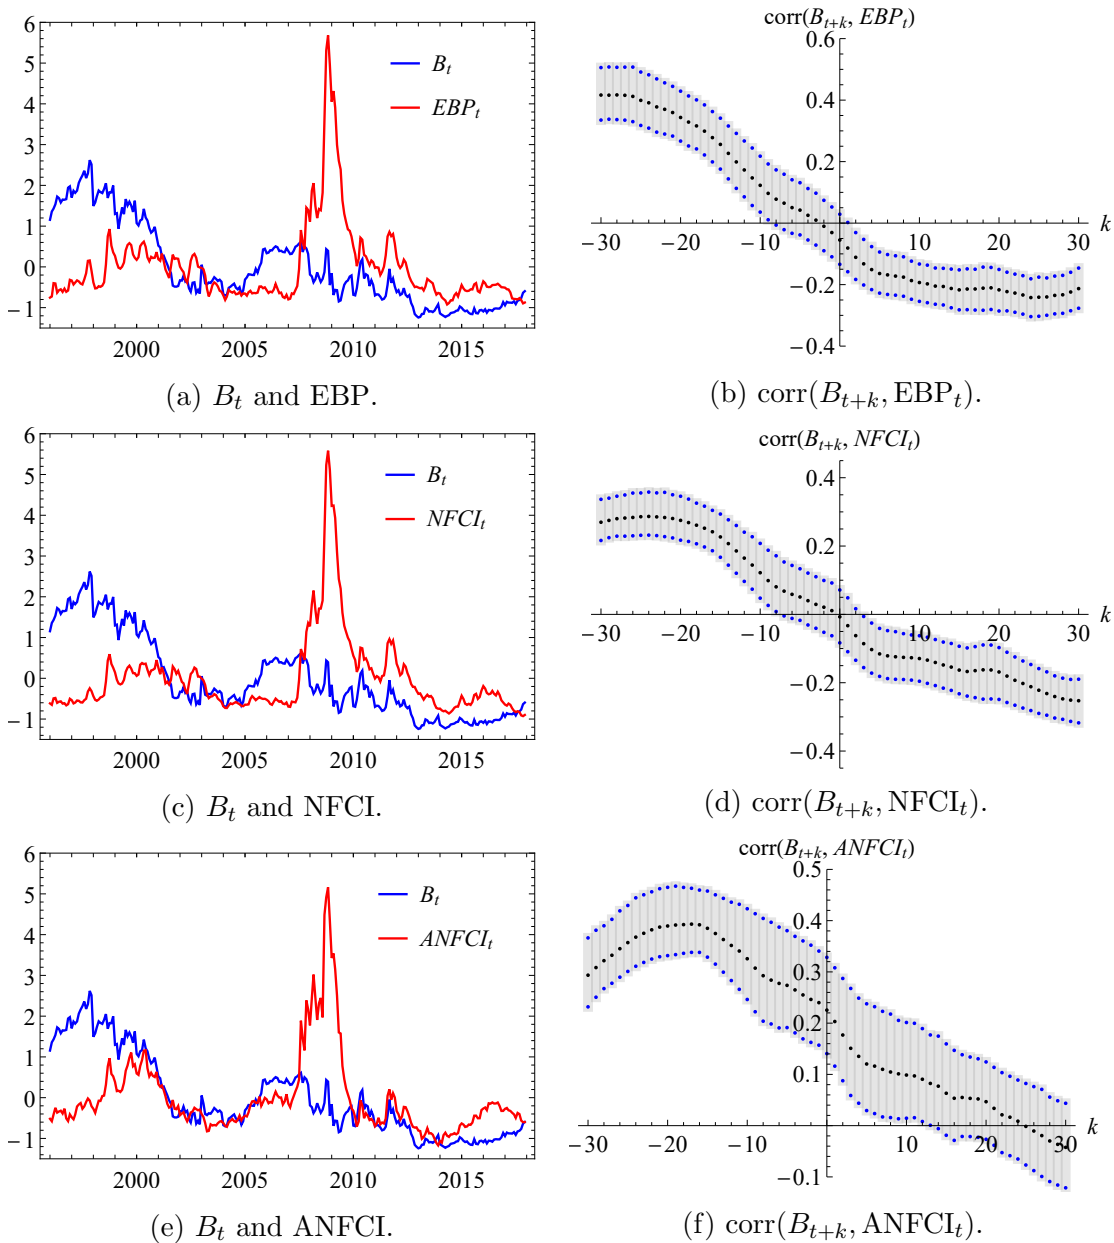 6
5
4
3
2
1
0
−1
2000 2005 2010 2015
B_t
EBP_t
(a) B_t and EBP.
corr(B_{t+k}, EBP_t)
0.6
0.4
0.2
−0.2
−0.4
−30 −20 −10 10 20 30
k
(b) corr(B_{t+k}, EBP_t).
6
5
4
3
2
1
0
−1
2000 2005 2010 2015
B_t
NFCI_t
(c) B_t and NFCI.
corr(B_{t+k}, NFCI_t)
0.4
0.2
−0.2
−0.4
−30 −20 −10 10 20 30
k
(d) corr(B_{t+k}, NFCI_t).
6
5
4
3
2
1
0
−1
2000 2005 2010 2015
B_t
ANFCI_t
(e) B_t and ANFCI.
corr(B_{t+k}, ANFCI_t)
0.5
0.4
0.3
0.2
0.1
−0.1
−30 −20 −10 0 10 20 30
k
(f) corr(B_{t+k}, ANFCI_t).